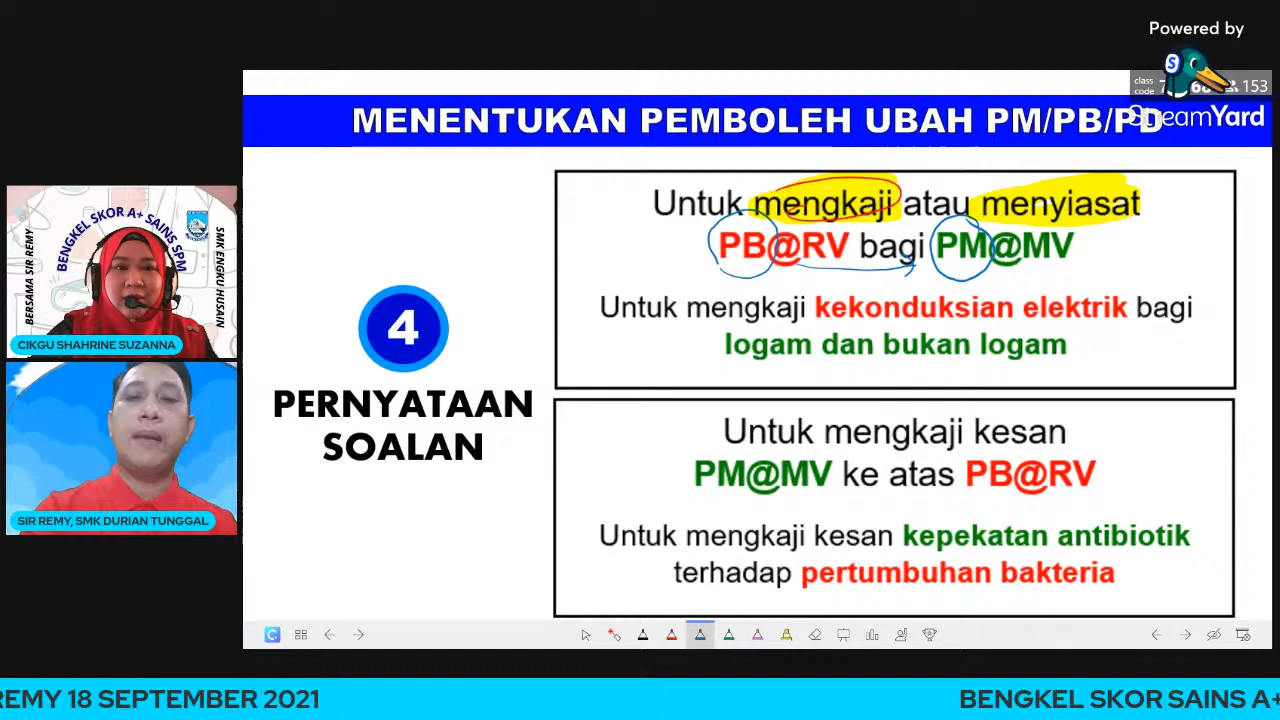 Powered by
StreamYard
class
code
153
MENENTUKAN PEMBOLEH UBAH PM/PB/PD
BENGKEL SKOR A+ SAINS SPM
BERSAMA SIR REMY
SMK ENGKU HUSAIN
CIKGU SHAHRINE SUZANNA
SIR REMY, SMK DURIAN TUNGGAL
4
PERNYATAAN
SOALAN
Untuk mengkaji atau menyiasat
PB@RV bagi PM@MV
Untuk mengkaji kekonduksian elektrik bagi
logam dan bukan logam
Untuk mengkaji kesan
PM@MV ke atas PB@RV
Untuk mengkaji kesan kepekatan antibiotik
terhadap pertumbuhan bakteria
REMY 18 SEPTEMBER 2021
BENGKEL SKOR SAINS A+